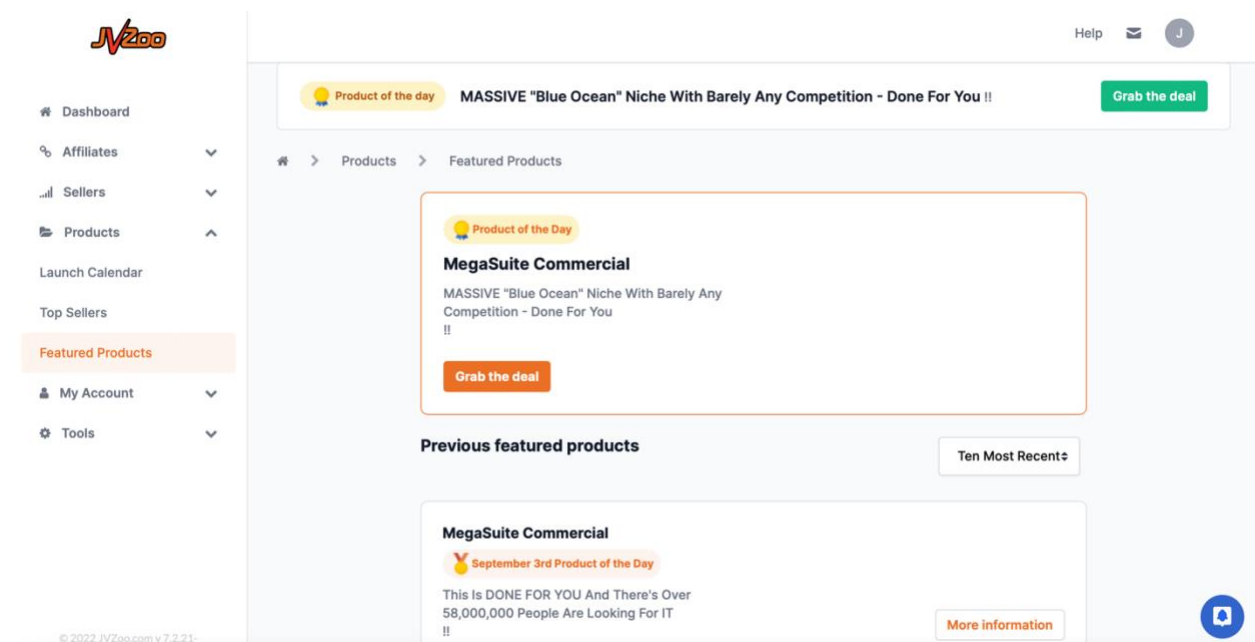 JVZoo
Help
J
Dashboard
Affiliates
Sellers
Products
Launch Calendar
Top Sellers
Featured Products
My Account
Tools
© 2022 JVZoo.com v 7.2.21-
Product of the day MASSIVE "Blue Ocean" Niche With Barely Any Competition - Done For You !! Grab the deal
> Products > Featured Products
Product of the Day
MegaSuite Commercial
MASSIVE "Blue Ocean" Niche With Barely Any
Competition - Done For You
!!
Grab the deal
Previous featured products
Ten Most Recent
MegaSuite Commercial
September 3rd Product of the Day
This Is DONE FOR YOU And There's Over
58,000,000 People Are Looking For IT
!!
More information